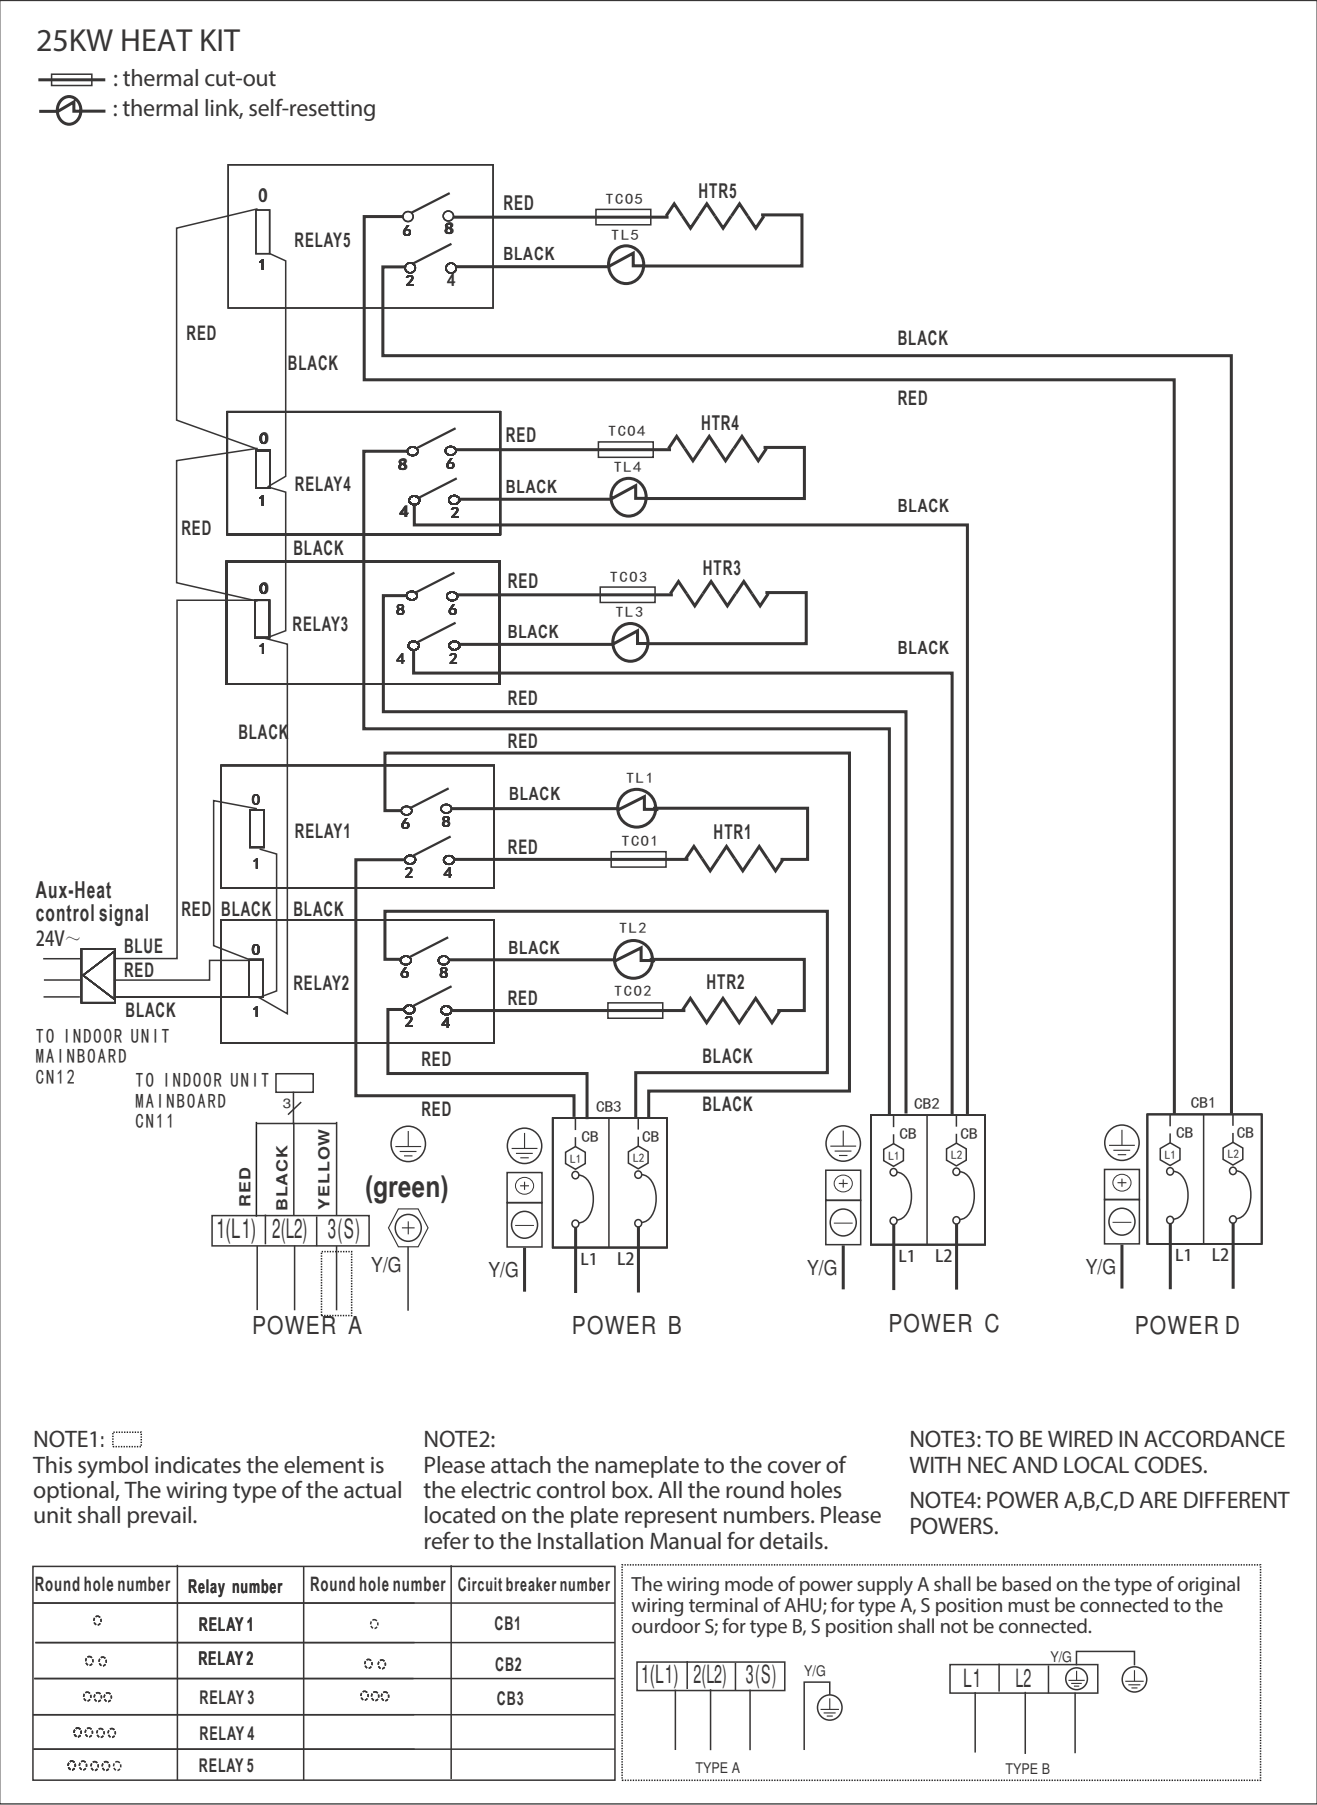 25KW HEAT KIT
: thermal cut-out
: thermal link, self-resetting
0
RELAY5
1
6
8
2
4
RED
TCO5
HTR5
TL5
BLACK
RED
BLACK
BLACK
RED
0
RELAY4
1
8
6
4
2
RED
TCO4
HTR4
TL4
BLACK
BLACK
RED
BLACK
0
RELAY3
1
8
6
4
2
RED
TCO3
HTR3
TL3
BLACK
BLACK
RED
BLACK
RED
0
RELAY1
1
6
8
2
4
BLACK
TL1
RED
TCO1
HTR1
Aux-Heat
control signal
24V～
RED BLACK BLACK
BLUE
RED
BLACK
0
RELAY2
1
6
8
2
4
BLACK
TL2
RED
TCO2
HTR2
TO INDOOR UNIT
MAINBOARD
CN12
RED
BLACK
RED
BLACK
TO INDOOR UNIT
MAINBOARD
CN11
3
RED
BLACK
YELLOW
1(L1) 2(L2) 3(S)
(green)
Y/G
POWER A
CB3
CB
CB
L1
L2
Y/G
L1 L2
POWER B
CB2
CB
CB
L1
L2
Y/G
L1 L2
POWER C
CB1
CB
CB
L1
L2
Y/G
L1 L2
POWER D
NOTE1:
This symbol indicates the element is
optional, The wiring type of the actual
unit shall prevail.
NOTE2:
Please attach the nameplate to the cover of
the electric control box. All the round holes
located on the plate represent numbers. Please
refer to the Installation Manual for details.
NOTE3: TO BE WIRED IN ACCORDANCE
WITH NEC AND LOCAL CODES.
NOTE4: POWER A,B,C,D ARE DIFFERENT
POWERS.
Round hole number Relay number Round hole number Circuit breaker number
RELAY 1 CB1
RELAY 2 CB2
RELAY 3 CB3
RELAY 4
RELAY 5
The wiring mode of power supply A shall be based on the type of original
wiring terminal of AHU; for type A, S position must be connected to the
ourdoor S; for type B, S position shall not be connected.
1(L1) 2(L2) 3(S) Y/G
TYPE A
L1 L2 Y/G
TYPE B